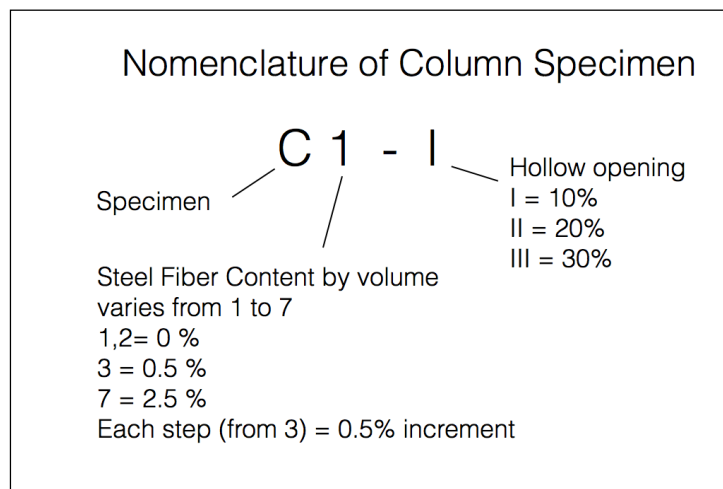 Nomenclature of Column Specimen
C 1 - I
Specimen
Hollow opening
I = 10%
II = 20%
III = 30%
Steel Fiber Content by volume
varies from 1 to 7
1,2= 0 %
3 = 0.5 %
7 = 2.5 %
Each step (from 3) = 0.5% increment